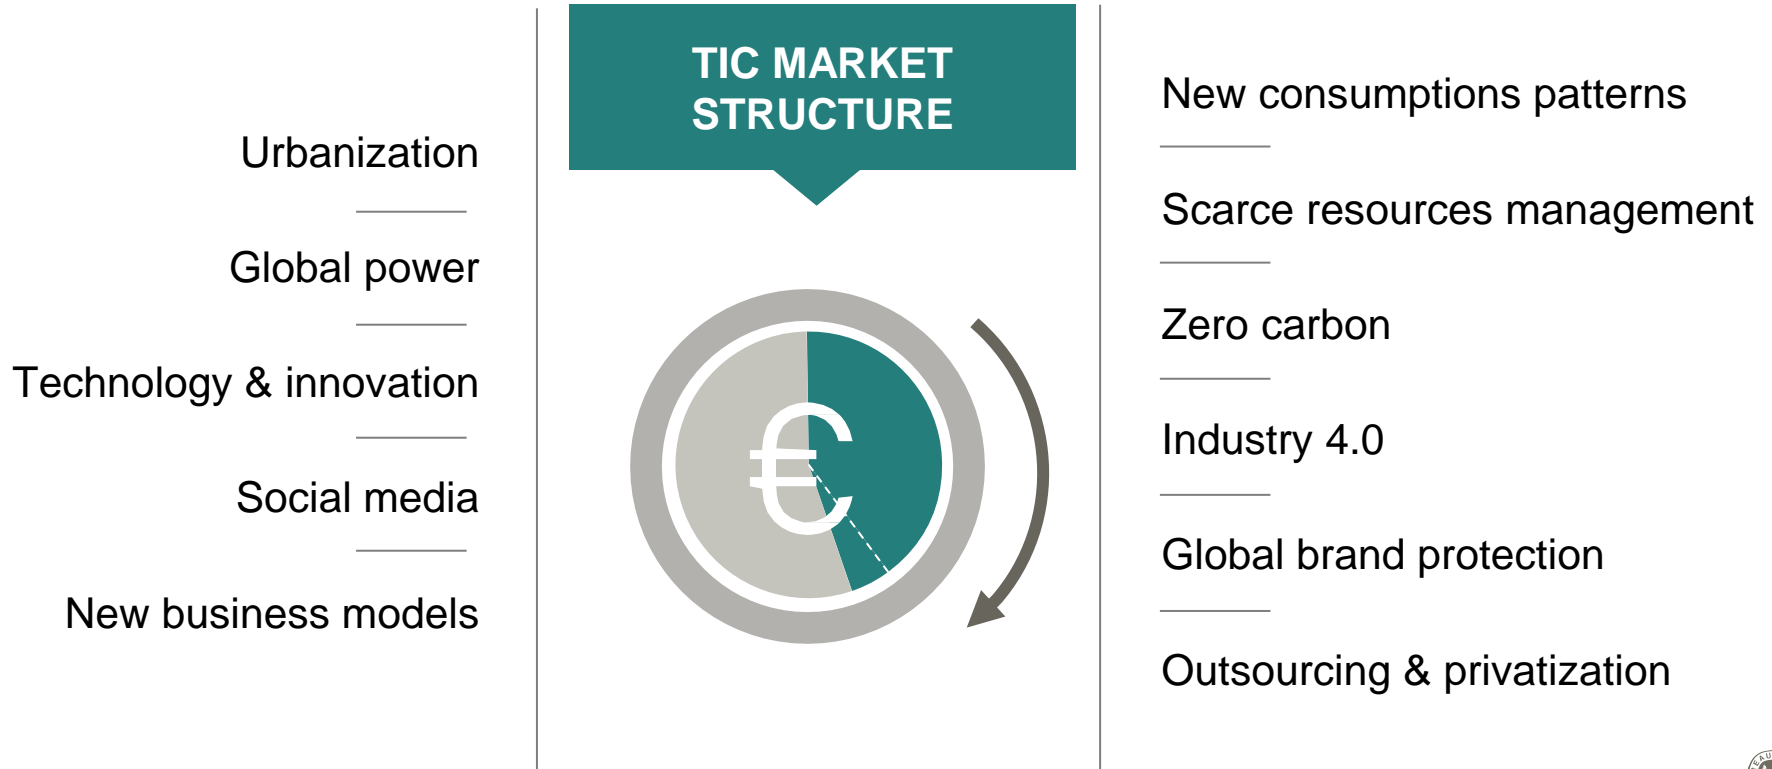 Urbanization
Global power
Technology & innovation
Social media
New business models
TIC MARKET
STRUCTURE
€
New consumptions patterns
Scarce resources management
Zero carbon
Industry 4.0
Global brand protection
Outsourcing & privatization